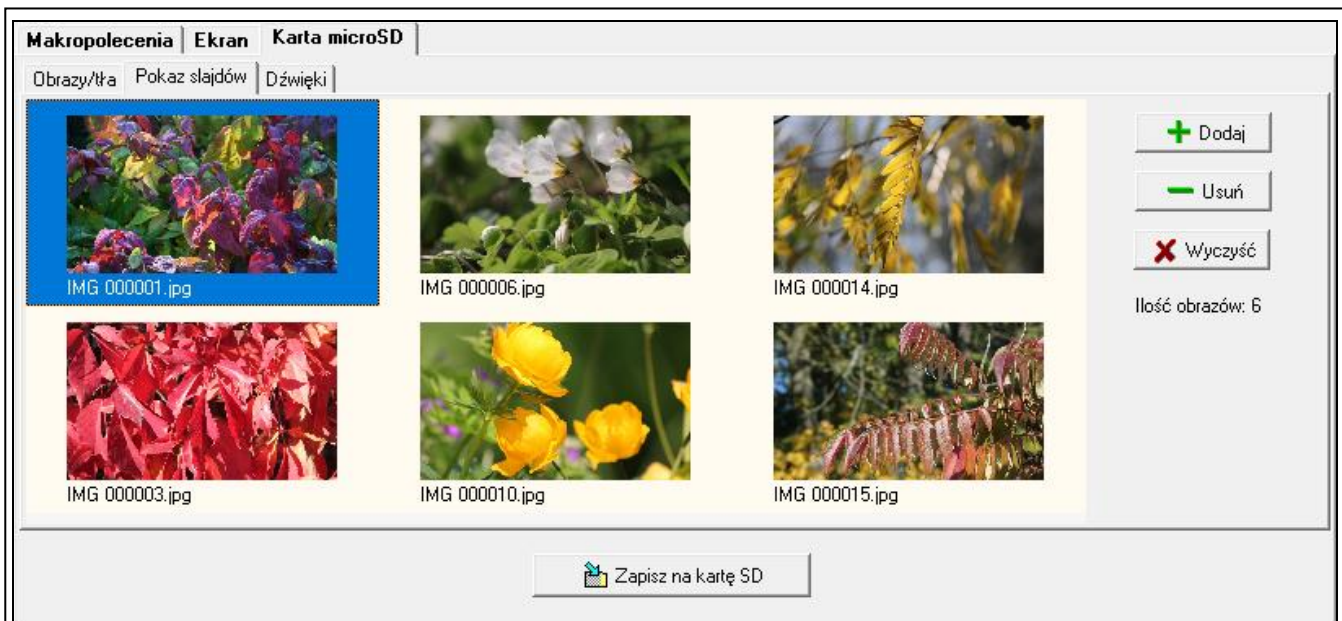 Makropolecenia Ekran Karta microSD
Obrazy/tła Pokaz slajdów Dźwięki
IMG 000001.jpg IMG 000006.jpg IMG 000014.jpg
IMG 000003.jpg IMG 000010.jpg IMG 000015.jpg
Dodaj
Usuń
Wyczyść
Ilość obrazów: 6
Zapisz na kartę SD